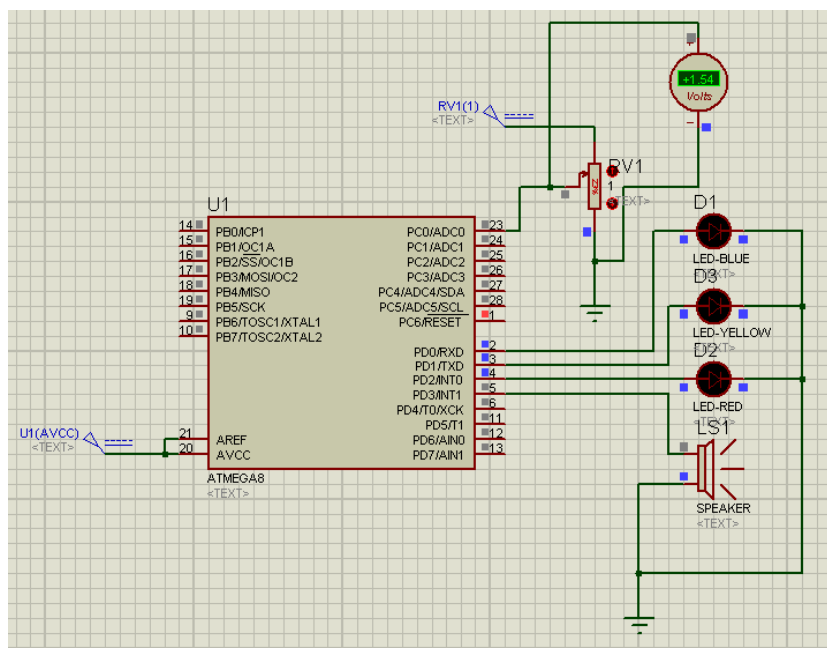 +1.54
Volts
RV1(1)
<TEXT>
RV1
1
<TEXT>
U1
14
PB0/ICP1
15
PB1/OC1A
16
PB2/SS/OC1B
17
PB3/MOSI/OC2
18
PB4/MISO
19
PB5/SCK
9
PB6/TOSC1/XTAL1
10
PB7/TOSC2/XTAL2
21
AREF
20
AVCC
PC0/ADC0
23
PC1/ADC1
24
PC2/ADC2
25
PC3/ADC3
26
PC4/ADC4/SDA
27
PC5/ADC5/SCL
28
PC6/RESET
1
PD0/RXD
2
PD1/TXD
3
PD2/INT0
4
PD3/INT1
5
PD4/T0/XCK
6
PD5/T1
11
PD6/AIN0
12
PD7/AIN1
13
ATMEGA8
<TEXT>
U1(AVCC)
<TEXT>
D1
LED-BLUE
<TEXT>
D3
LED-YELLOW
<TEXT>
D2
LED-RED
<TEXT>
LS1
SPEAKER
<TEXT>